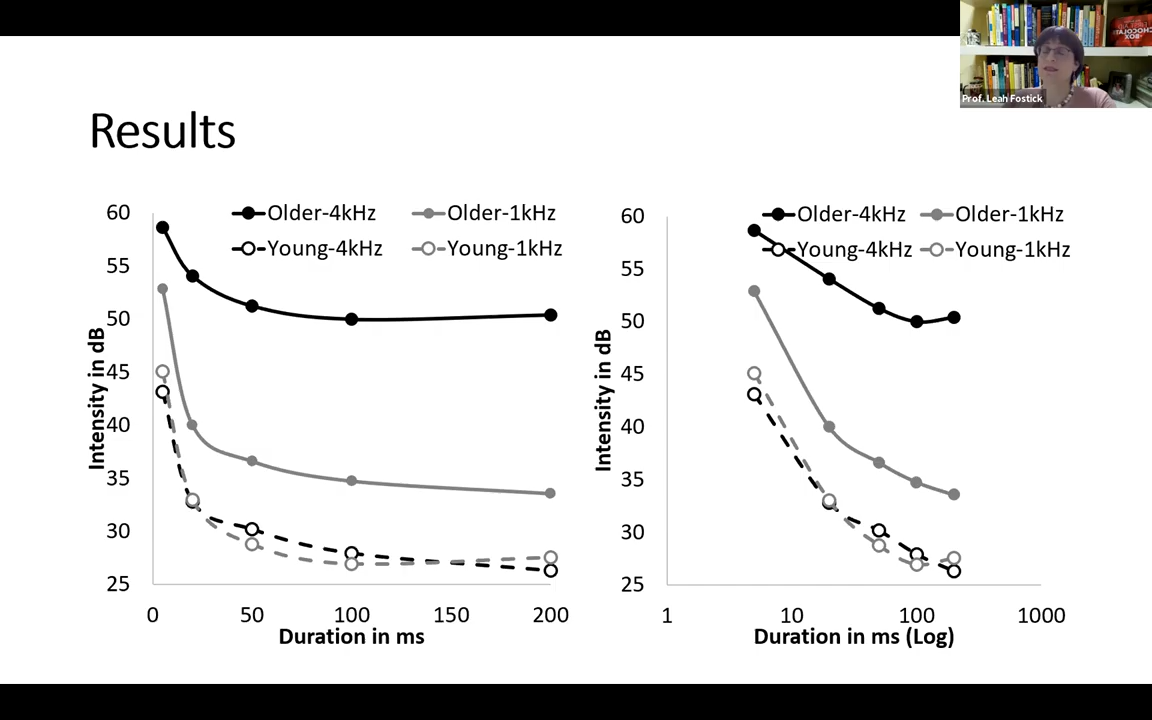 Prof. Leah Fostick
Results
Older-4kHz Older-1kHz
Young-4kHz Young-1kHz
60
55
50
45
40
35
30
25
Intensity in dB
0 50 100 150 200
Duration in ms
Older-4kHz Older-1kHz
Young-4kHz Young-1kHz
60
55
50
45
40
35
30
25
Intensity in dB
1 10 100 1000
Duration in ms (Log)